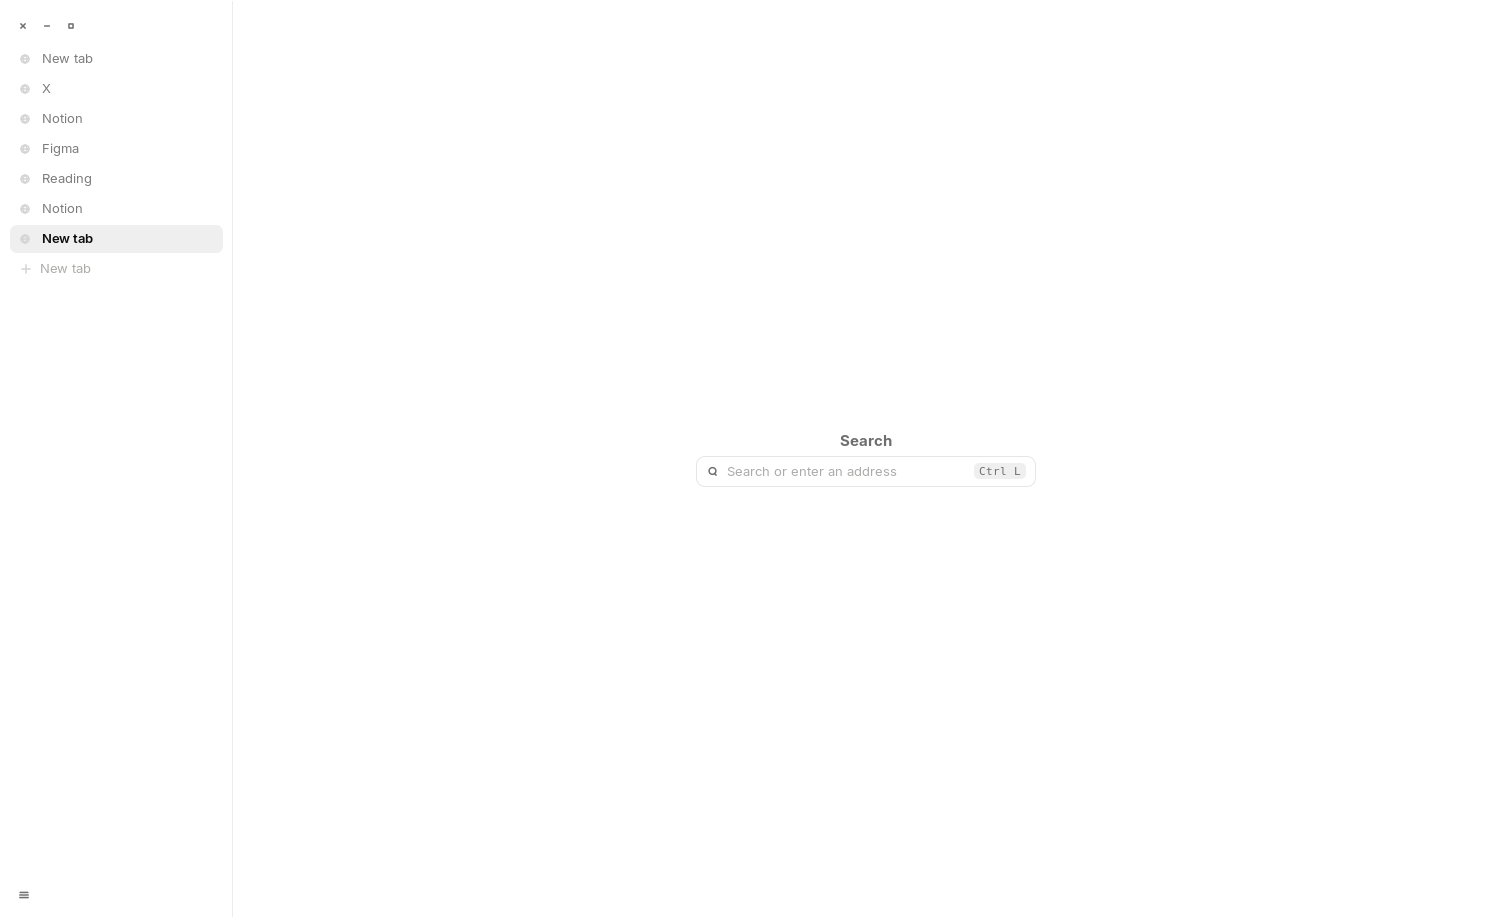 New tab
X
Notion
Figma
Reading
Notion
New tab
New tab
Search
Search or enter an address Ctrl L